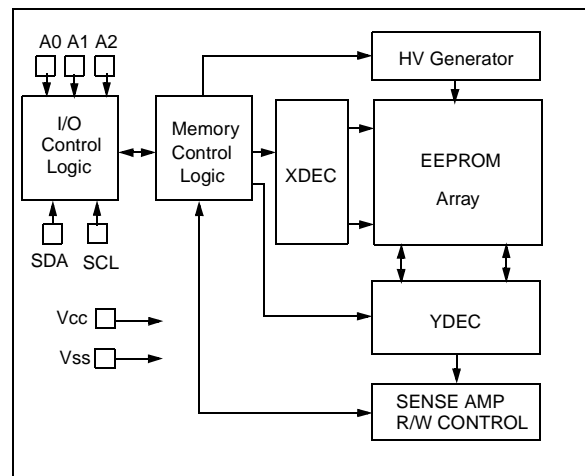 A0 A1 A2
HV Generator
I/O
Control
Logic
Memory
Control
Logic
XDEC
EEPROM
Array
SDA
SCL
Vcc
Vss
YDEC
SENSE AMP
R/W CONTROL